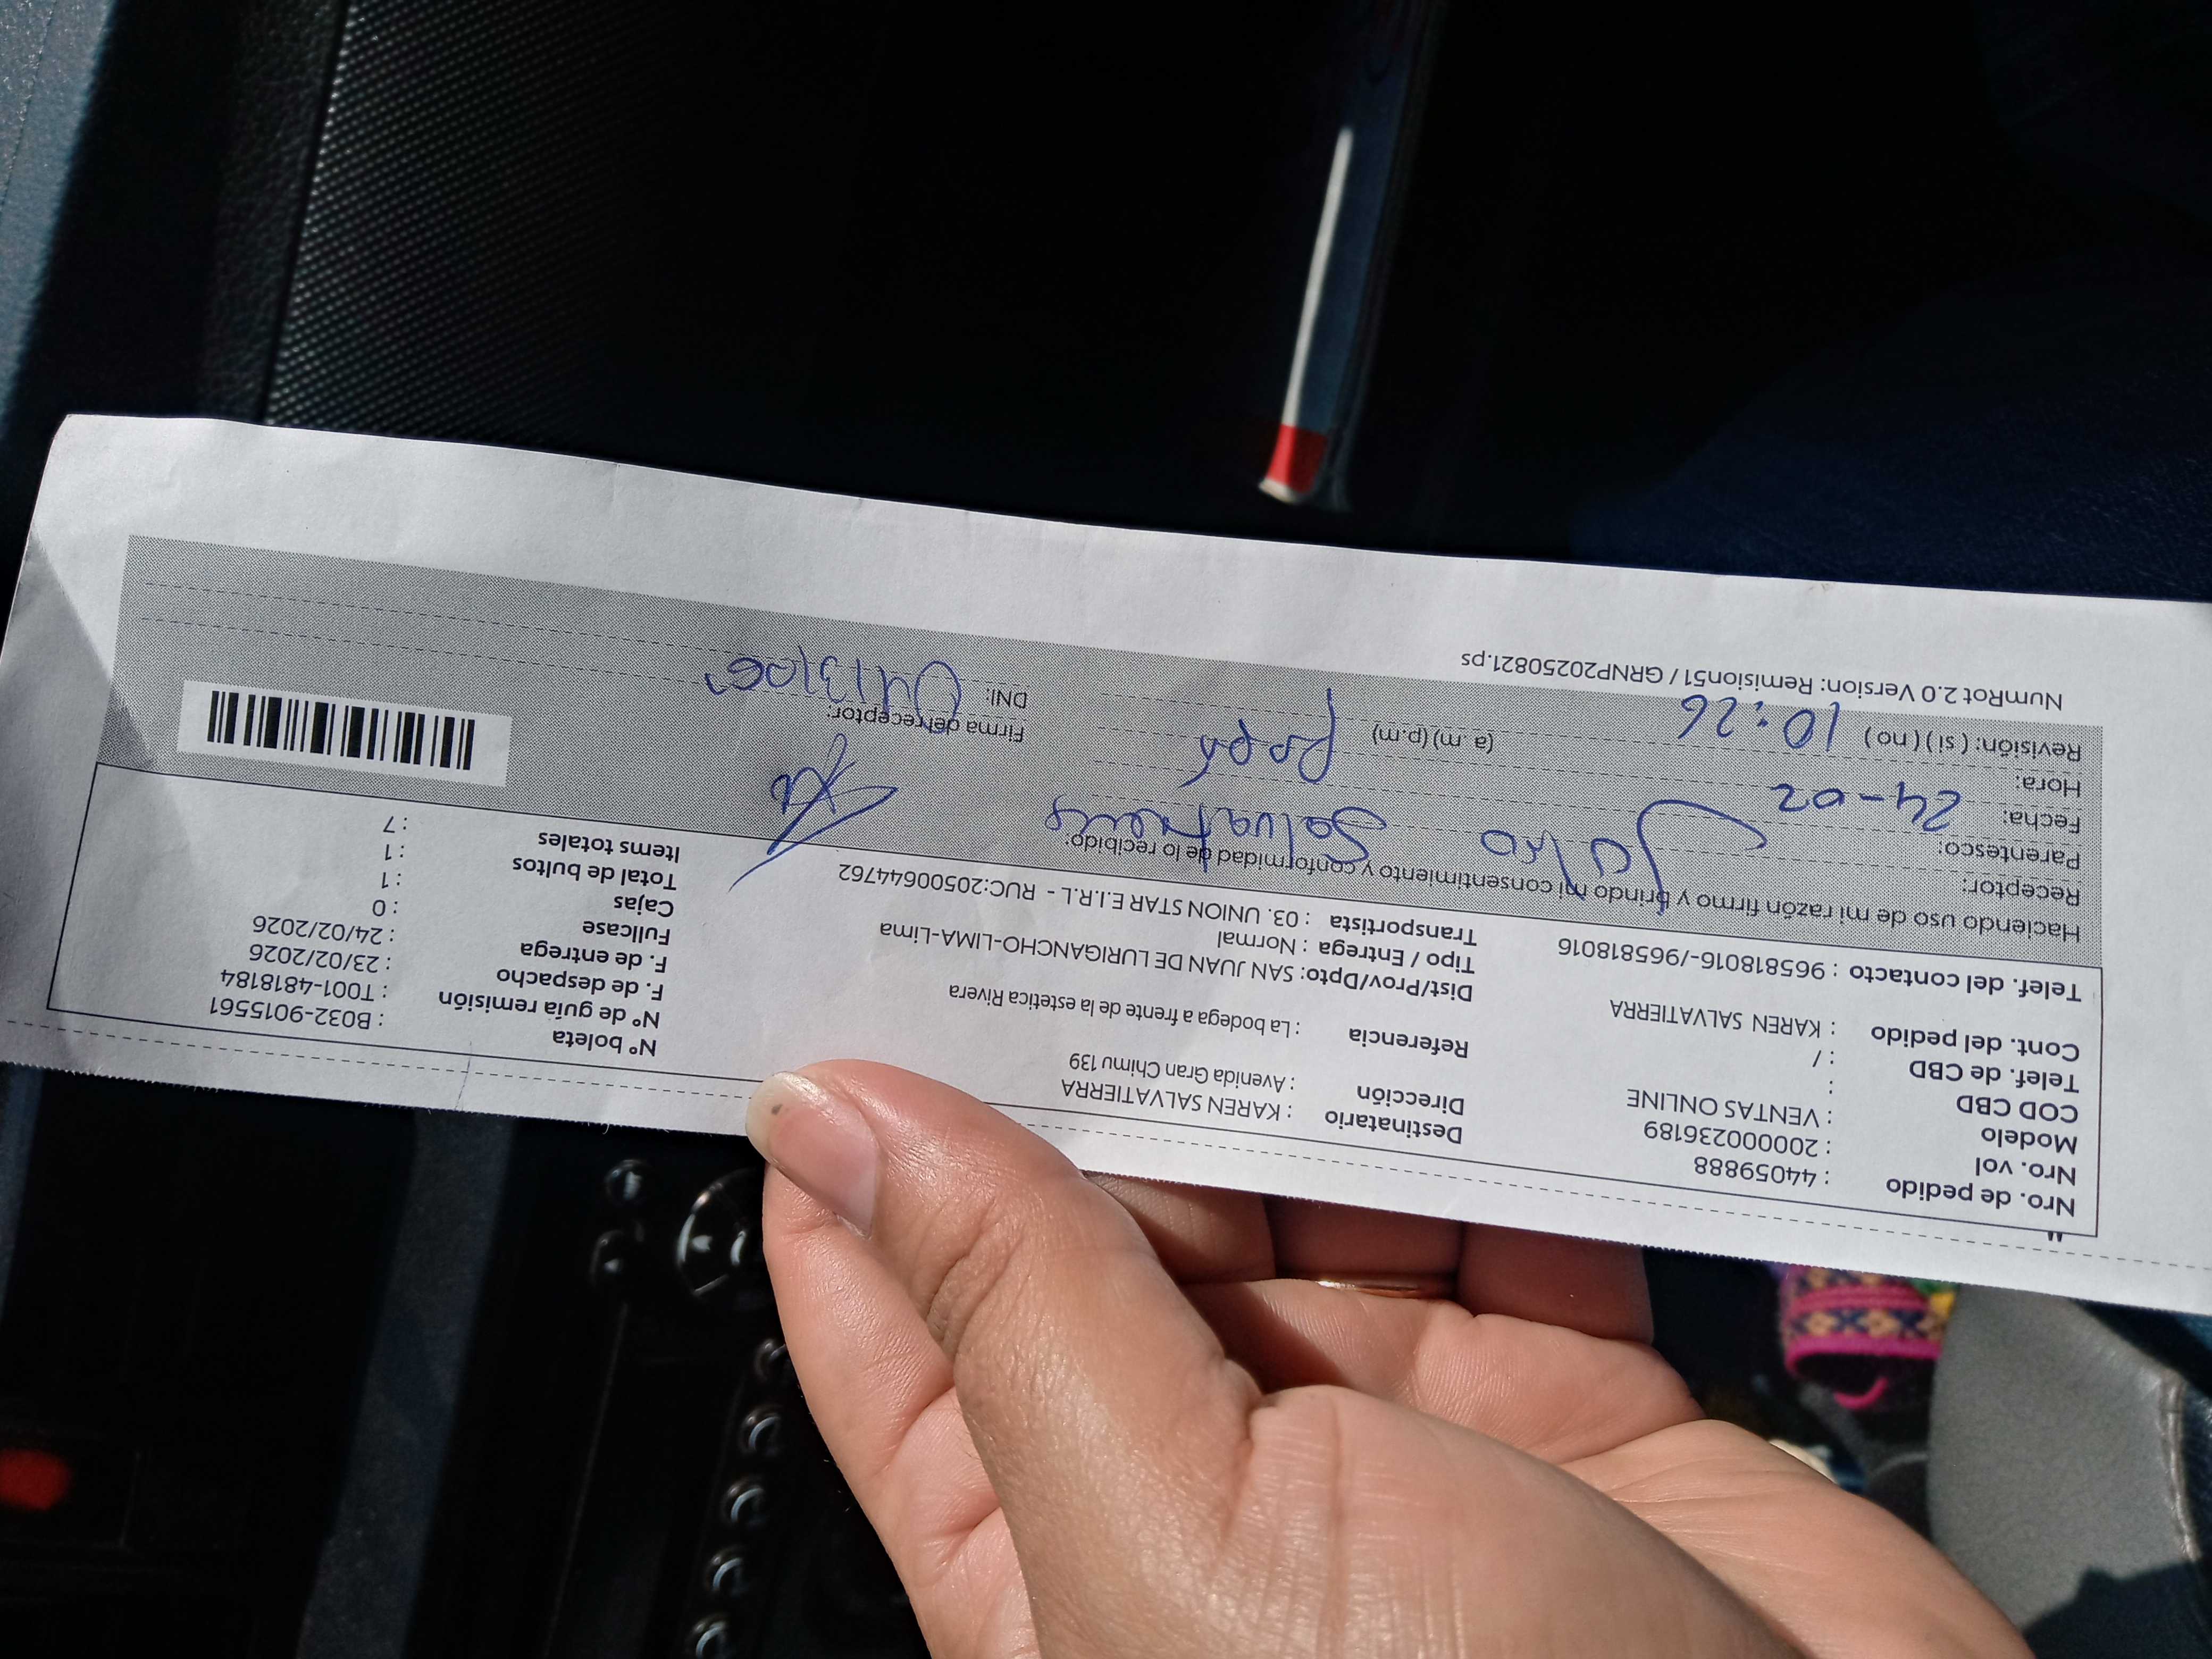 Nro. de pedido : 44059888
Nro. vol : 200000236189
Modelo : VENTAS ONLINE
COD CBD :
Telef. de CBD : /
Cont. del pedido : KAREN SALVATIERRA
Telef. del contacto : 965818016-/965818016
Destinatario : KAREN SALVATIERRA
Dirección : Avenida Gran Chimu 139
Referencia : La bodega a frente de la estetica Rivera
Dist/Prov/Dpto: SAN JUAN DE LURIGANCHO-LIMA-Lima
Tipo / Entrega : Normal
Transportista : 03. UNION STAR E.I.R.L - RUC:20500644762
Nº boleta : B032-9015561
Nº de guía remisión : T001-4818184
F. de despacho : 23/02/2026
F. de entrega : 24/02/2026
Fullcase : 0
Cajas : 1
Total de bultos : 1
Items totales : 7
Haciendo uso de mi razón firmo y brindo mi consentimiento y conformidad de lo recibido:
Receptor:
Parentesco: papá
Fecha: 24-02
Hora: 10:26 (a.m) (p.m)
Revisión: ( si ) ( no )
Firma del receptor:
DNI:
NumRot 2.0 Version: Remision51 / GRNP20250821.ps